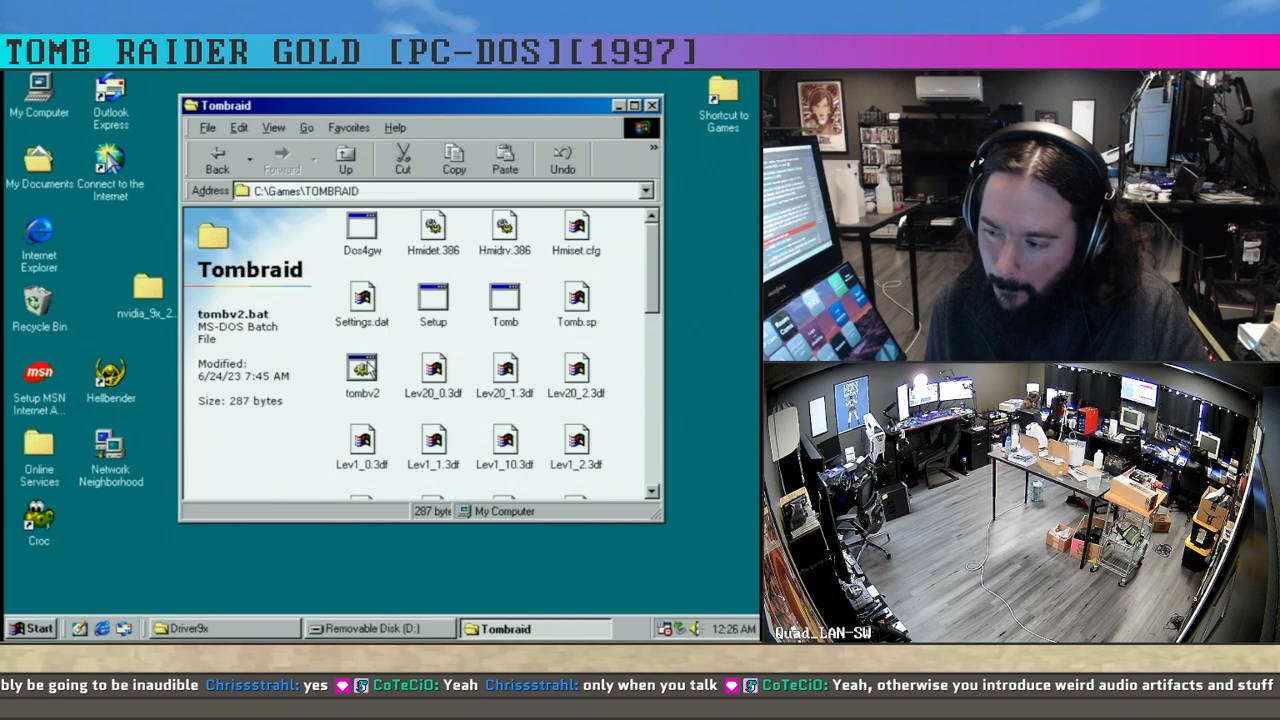 TOMB RAIDER GOLD [PC-DOS][1997]
My Computer
Outlook
Express
My Documents
Connect to the
Internet
Internet
Explorer
Recycle Bin
nvidia_9x_2...
Setup MSN
Internet A...
Hellbender
Online
Services
Network
Neighborhood
Croc
Shortcut to
Games
Tombraid
File Edit View Go Favorites Help
Back Forward Up Cut Copy Paste Undo
»
Address C:\Games\TOMBRAID
Tombraid
tombv2.bat
MS-DOS Batch
File
Modified:
6/24/23 7:45 AM
Size: 287 bytes
Dos4gw Hmidet.386 Hmidrv.386 Hmiset.cfg
Settings.dat Setup Tomb Tomb.sp
tombv2 Lev20_0.3df Lev20_1.3df Lev20_2.3df
Lev1_0.3df Lev1_1.3df Lev1_10.3df Lev1_2.3df
287 byte My Computer
msn
Start Driver9x Removable Disk (D:) Tombraid 12:26 AM
Quad_LAN-SW
bly be going to be inaudible Chrissstrahl: yes CoTeCiO: Yeah Chrissstrahl: only when you talk CoTeCiO: Yeah, otherwise you introduce weird audio artifacts and stuff